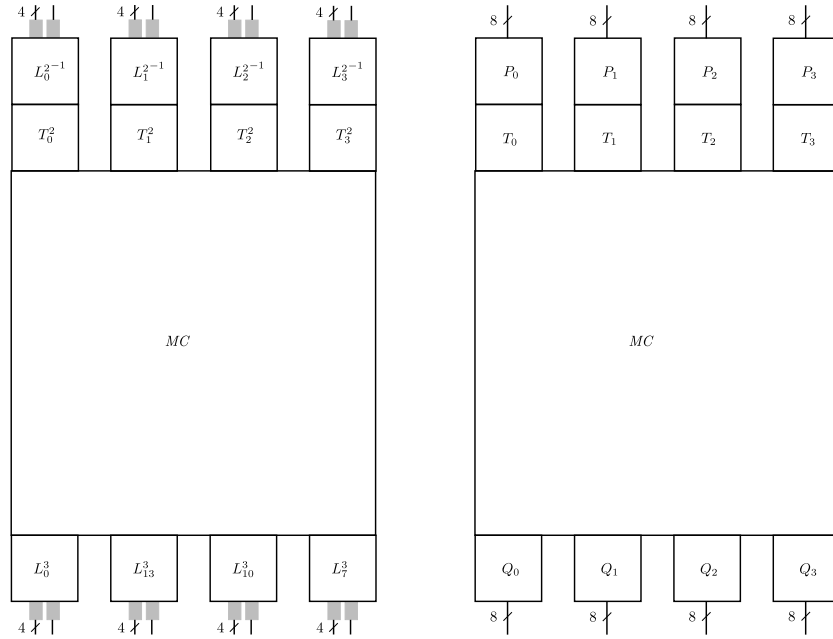 4 4 4 4 8 8 8 8
L_0^{2^{-1}} L_1^{2^{-1}} L_2^{2^{-1}} L_3^{2^{-1}} P_0 P_1 P_2 P_3
T_0^2 T_1^2 T_2^2 T_3^2 T_0 T_1 T_2 T_3
MC MC
L_0^3 L_{13}^3 L_{10}^3 L_7^3 Q_0 Q_1 Q_2 Q_3
4 4 4 4 8 8 8 8